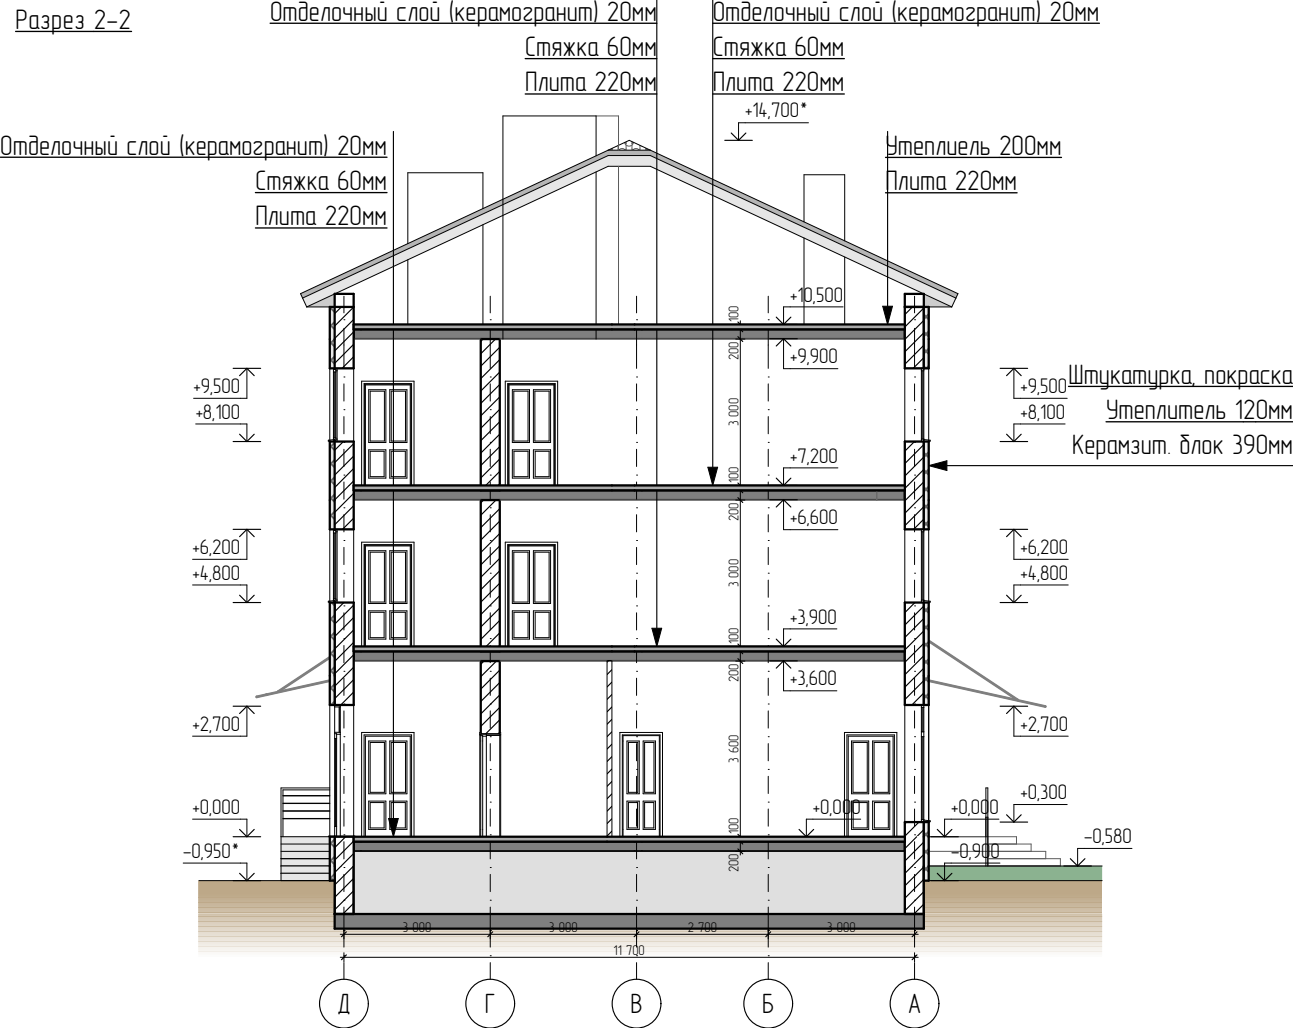 Разрез 2-2
Отделочный слой (керамогранит) 20мм
Стяжка 60мм
Плита 220мм
Отделочный слой (керамогранит) 20мм
Стяжка 60мм
Плита 220мм
+14,700*
Отделочный слой (керамогранит) 20мм
Стяжка 60мм
Плита 220мм
Утеплиель 200мм
Плита 220мм
+10,500
100
200
+9,900
+9,500
+8,100
3 000
+9,500
+8,100
Штукатурка, покраска
Утеплитель 120мм
Керамзит. блок 390мм
+7,200
100
200
+6,600
+6,200
+4,800
3 000
+6,200
+4,800
+3,900
100
200
+3,600
+2,700
3 600
+2,700
+0,000
-0,950*
100
200
+0,000
+0,000
-0,900
+0,300
-0,580
3 000
3 000
2 700
3 000
11 700
Д
Г
В
Б
А